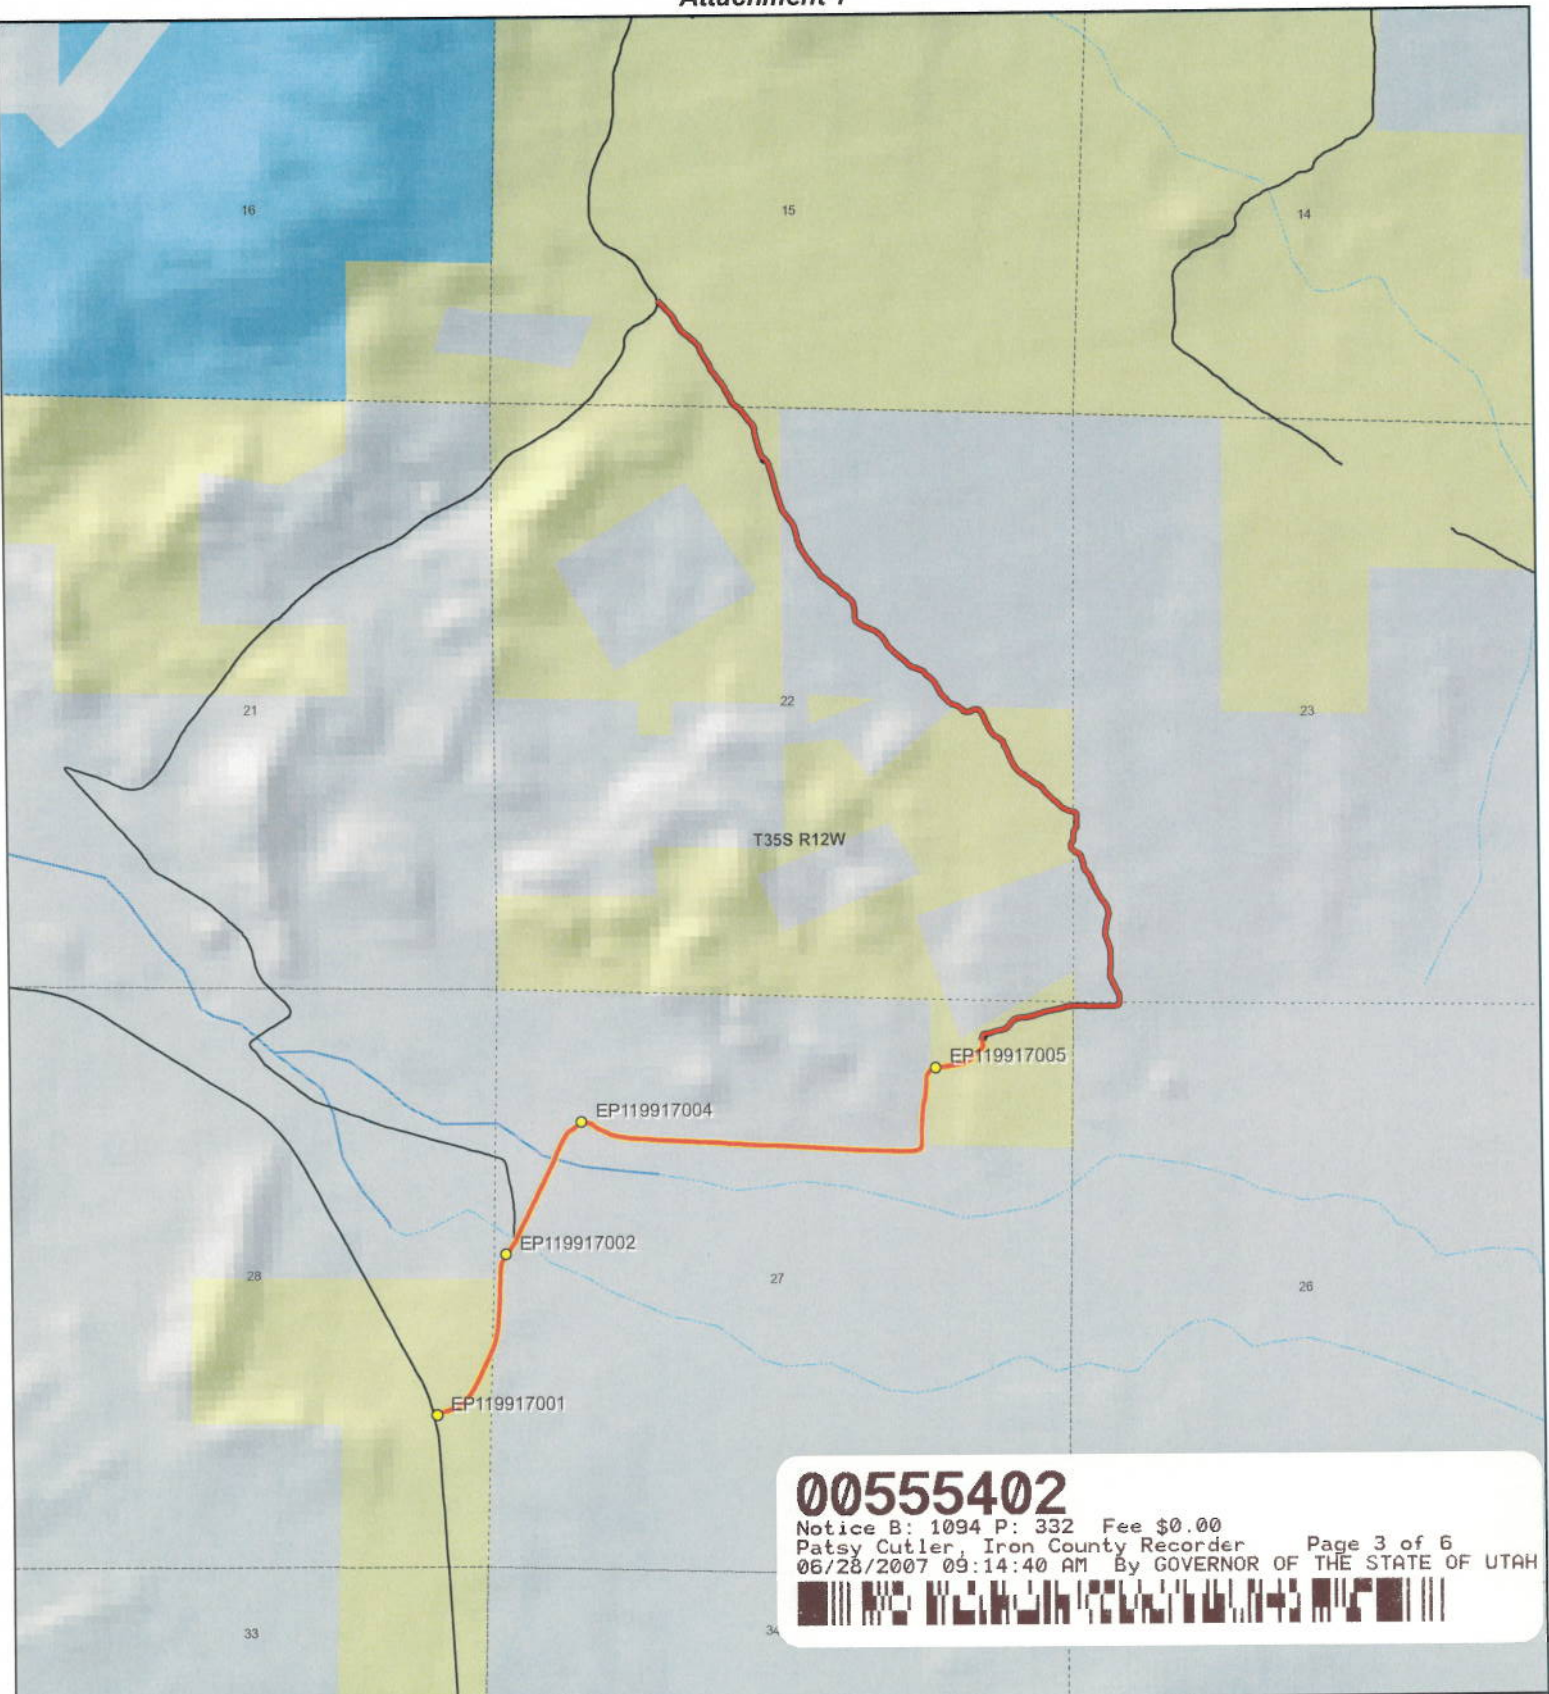 Attachment 1
16
15
14
21
22
23
T35S R12W
EP119917005
EP119917004
EP119917002
28
27
26
EP119917001
33
34
00555402
Notice B: 1094 P: 332 Fee $0.00
Patsy Cutler, Iron County Recorder Page 3 of 6
06/28/2007 09:14:40 AM By GOVERNOR OF THE STATE OF UTAH